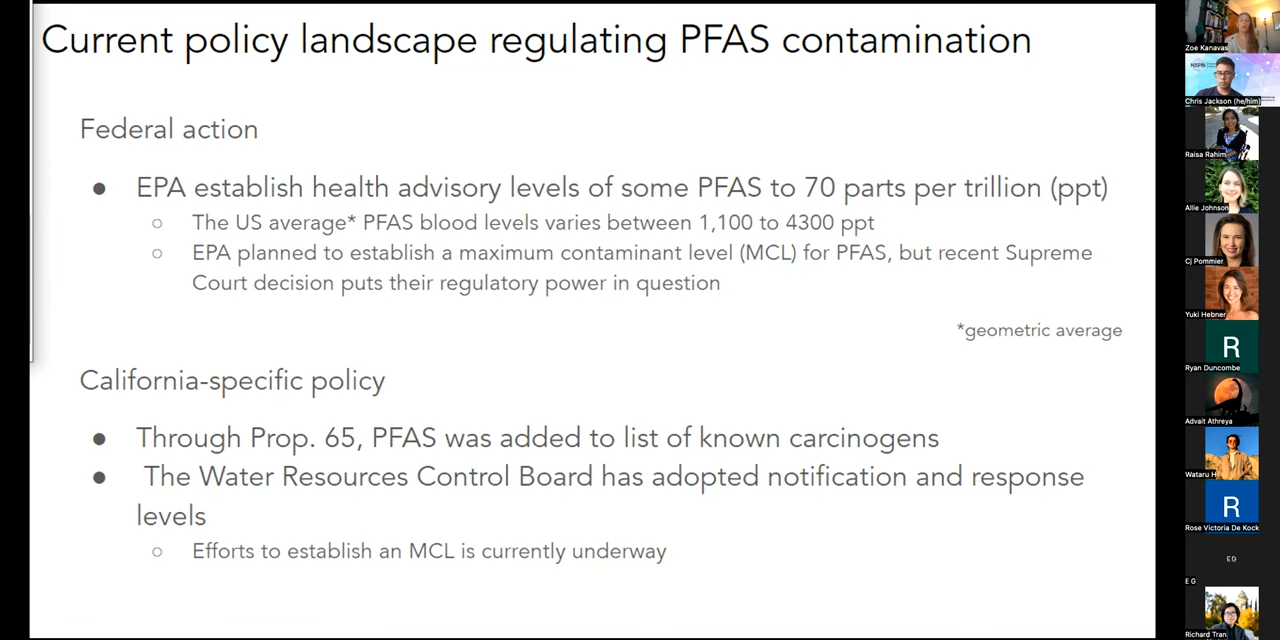 Current policy landscape regulating PFAS contamination
Federal action
● EPA establish health advisory levels of some PFAS to 70 parts per trillion (ppt)
○ The US average* PFAS blood levels varies between 1,100 to 4300 ppt
○ EPA planned to establish a maximum contaminant level (MCL) for PFAS, but recent Supreme
Court decision puts their regulatory power in question
*geometric average
California-specific policy
● Through Prop. 65, PFAS was added to list of known carcinogens
● The Water Resources Control Board has adopted notification and response
levels
○ Efforts to establish an MCL is currently underway
Zoe Kanavas
NSPN
Chris Jackson (he/him)
Raisa Rahim
Allie Johnson
Cj Pommier
Yuki Hebner
R
Ryan Duncombe
Advait Athreya
Wataru H
R
Rose Victoria De Kock
E G
E G
Richard Tran